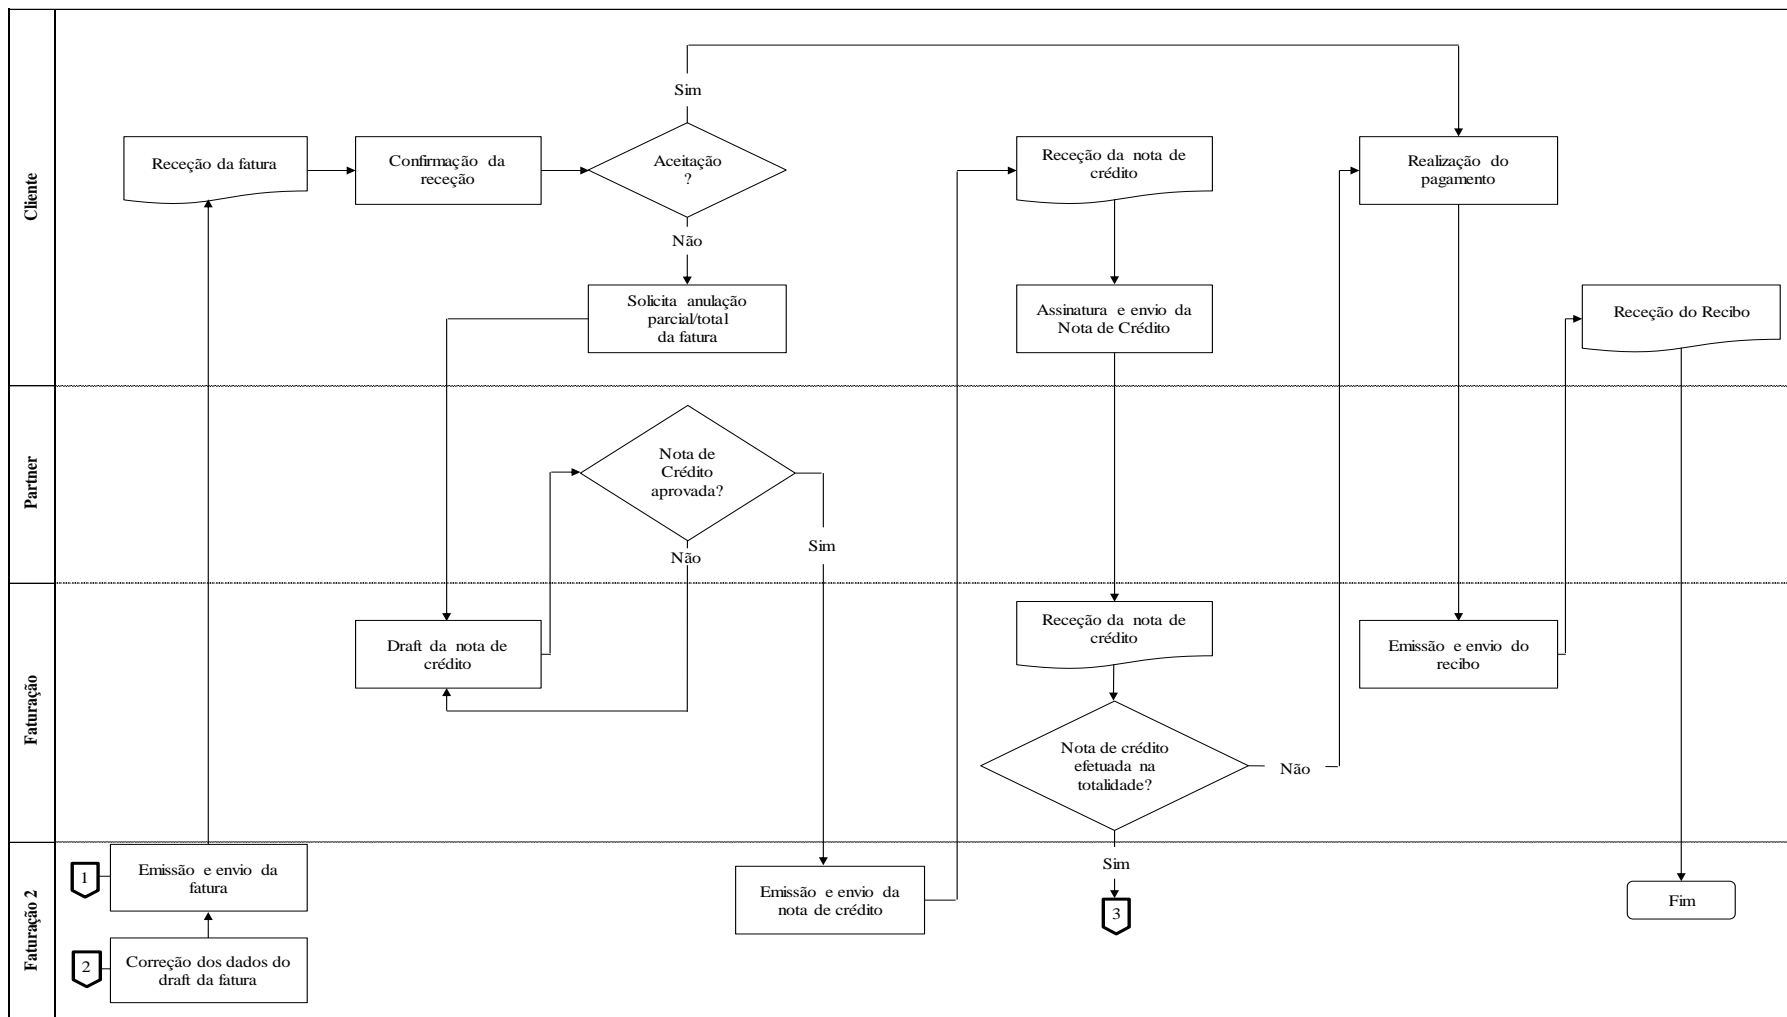 Cliente
Sim
Receção da fatura
Confirmação da
receção
Aceitação
?
Receção da nota de
crédito
Realização do
pagamento
Não
Solicita anulação
parcial/total
da fatura
Assinatura e envio da
Nota de Crédito
Receção do Recibo
Partner
Nota de
Crédito
aprovada?
Não
Sim
Faturação
Draft da nota de
crédito
Receção da nota de
crédito
Emissão e envio do
recibo
Nota de crédito
efetuada na
totalidade?
Não
Faturação 2
1
Emissão e envio da
fatura
Sim
Emissão e envio da
nota de crédito
3
Fim
2
Correção dos dados do
draft da fatura